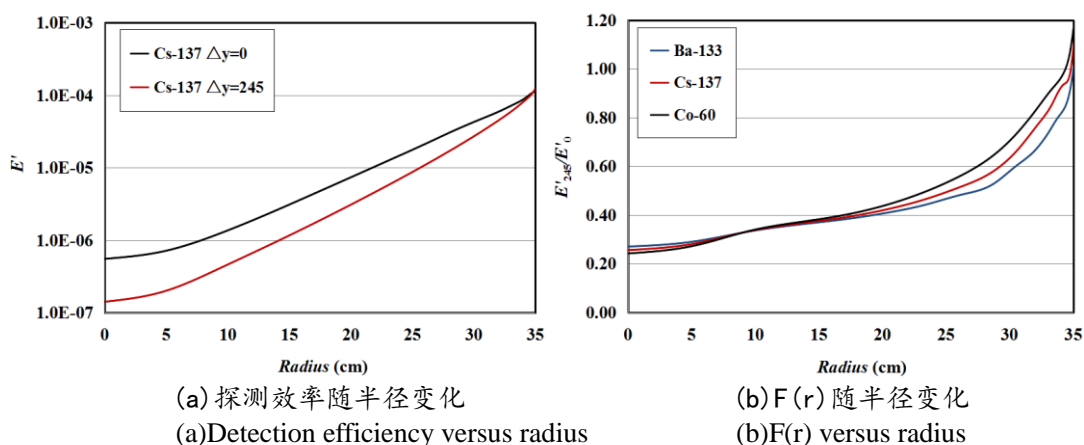 1.0E-03
1.0E-04
1.0E-05
1.0E-06
1.0E-07
E'
Cs-137 △y=0
Cs-137 △y=245
0 5 10 15 20 25 30 35
Radius (cm)
(a)探测效率随半径变化
(a)Detection efficiency versus radius
1.20
1.00
0.80
0.60
0.40
0.20
0.00
E'245/E'0
Ba-133
Cs-137
Co-60
0 5 10 15 20 25 30 35
Radius (cm)
(b)F(r)随半径变化
(b)F(r) versus radius